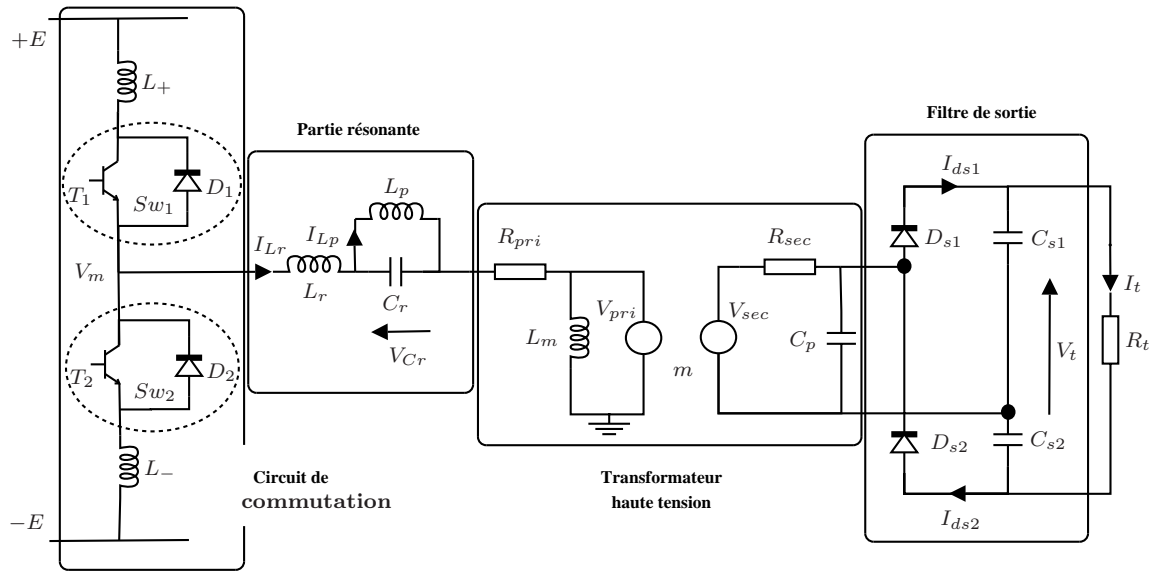 +E
L+
T1
Sw1
D1
Vm
T2
Sw2
D2
L−
−E
Circuit de
commutation
Partie résonante
Lp
ILr
ILp
Lr
Cr
VCr
Rpri
Lm
Vpri
m
Vsec
Rsec
Cp
Transformateur
haute tension
Filtre de sortie
Ids1
Ds1
Cs1
It
Vt
Rt
Ds2
Cs2
Ids2